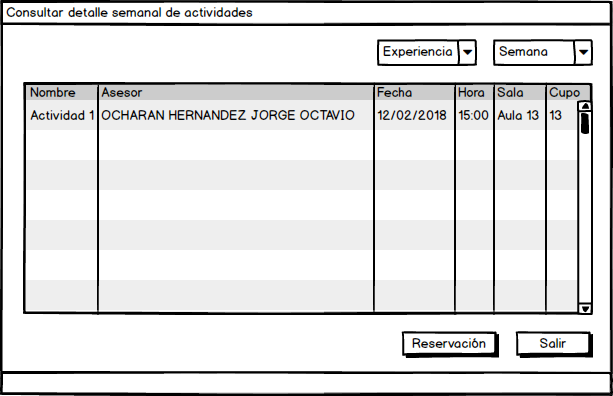 Consultar detalle semanal de actividades
Experiencia Semana
Nombre Asesor Fecha Hora Sala Cupo
Actividad 1 OCHARAN HERNANDEZ JORGE OCTAVIO 12/02/2018 15:00 Aula 13 13
Reservación Salir